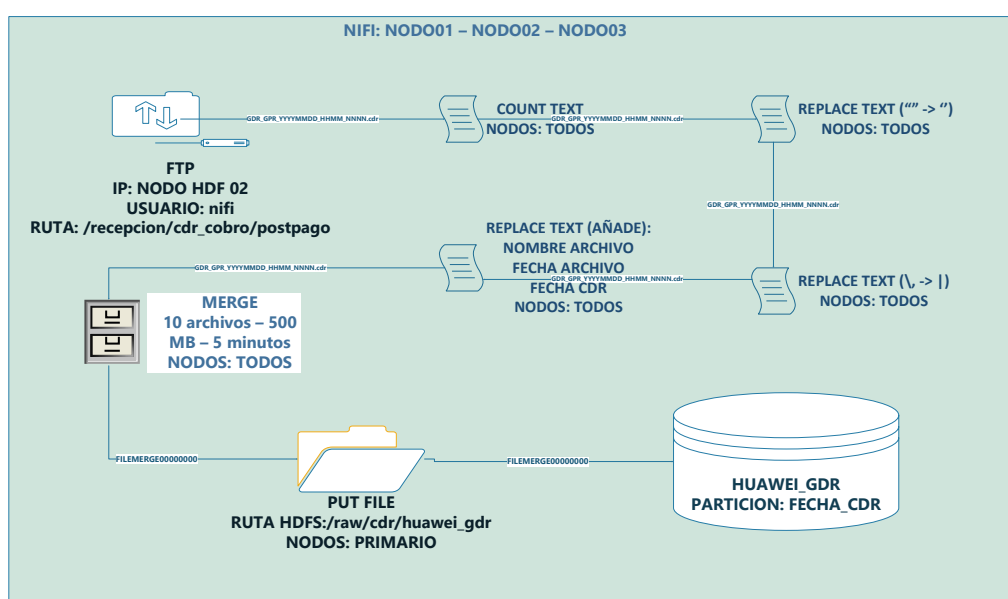 NIFI: NODO01 – NODO02 – NODO03
GDR_GPR_YYYYMMDD_HHMM_NNNN.cdr
COUNT TEXT
NODOS: TODOS
GDR_GPR_YYYYMMDD_HHMM_NNNN.cdr
REPLACE TEXT (“” -> ‘’)
NODOS: TODOS
FTP
IP: NODO HDF 02
USUARIO: nifi
RUTA: /recepcion/cdr_cobro/postpago
GDR_GPR_YYYYMMDD_HHMM_NNNN.cdr
REPLACE TEXT (\, -> |)
NODOS: TODOS
GDR_GPR_YYYYMMDD_HHMM_NNNN.cdr
REPLACE TEXT (AÑADE):
NOMBRE ARCHIVO
FECHA ARCHIVO
FECHA CDR
NODOS: TODOS
GDR_GPR_YYYYMMDD_HHMM_NNNN.cdr
MERGE
10 archivos – 500
MB – 5 minutos
NODOS: TODOS
FILEMERGE00000000
PUT FILE
RUTA HDFS:/raw/cdr/huawei_gdr
NODOS: PRIMARIO
FILEMERGE00000000
HUAWEI_GDR
PARTICION: FECHA_CDR